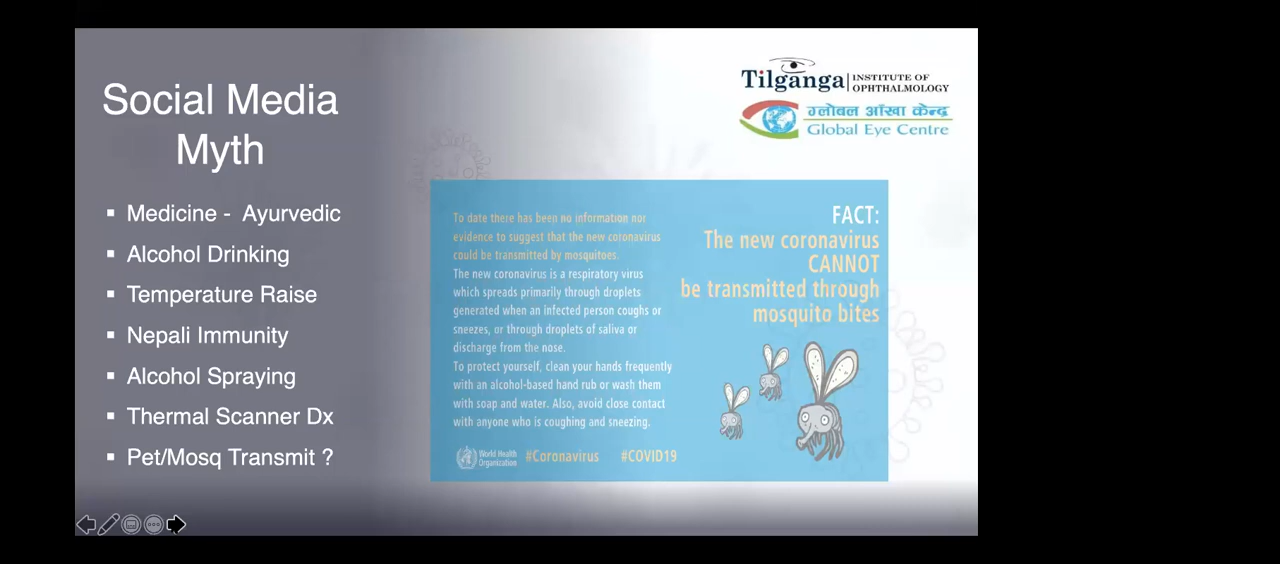 Social Media
Myth
▪ Medicine - Ayurvedic
▪ Alcohol Drinking
▪ Temperature Raise
▪ Nepali Immunity
▪ Alcohol Spraying
▪ Thermal Scanner Dx
▪ Pet/Mosq Transmit ?
Tilganga INSTITUTE OF
OPHTHALMOLOGY
ग्लोबल आँखा केन्द्र
Global Eye Centre
To date there has been no information nor
evidence to suggest that the new coronavirus
could be transmitted by mosquitoes.
The new coronavirus is a respiratory virus
which spreads primarily through droplets
generated when an infected person coughs or
sneezes, or through droplets of saliva or
discharge from the nose.
To protect yourself, clean your hands frequently
with an alcohol-based hand rub or wash them
with soap and water. Also, avoid close contact
with anyone who is coughing and sneezing.
World Health
Organization
#Coronavirus #COVID19
FACT:
The new coronavirus
CANNOT
be transmitted through
mosquito bites